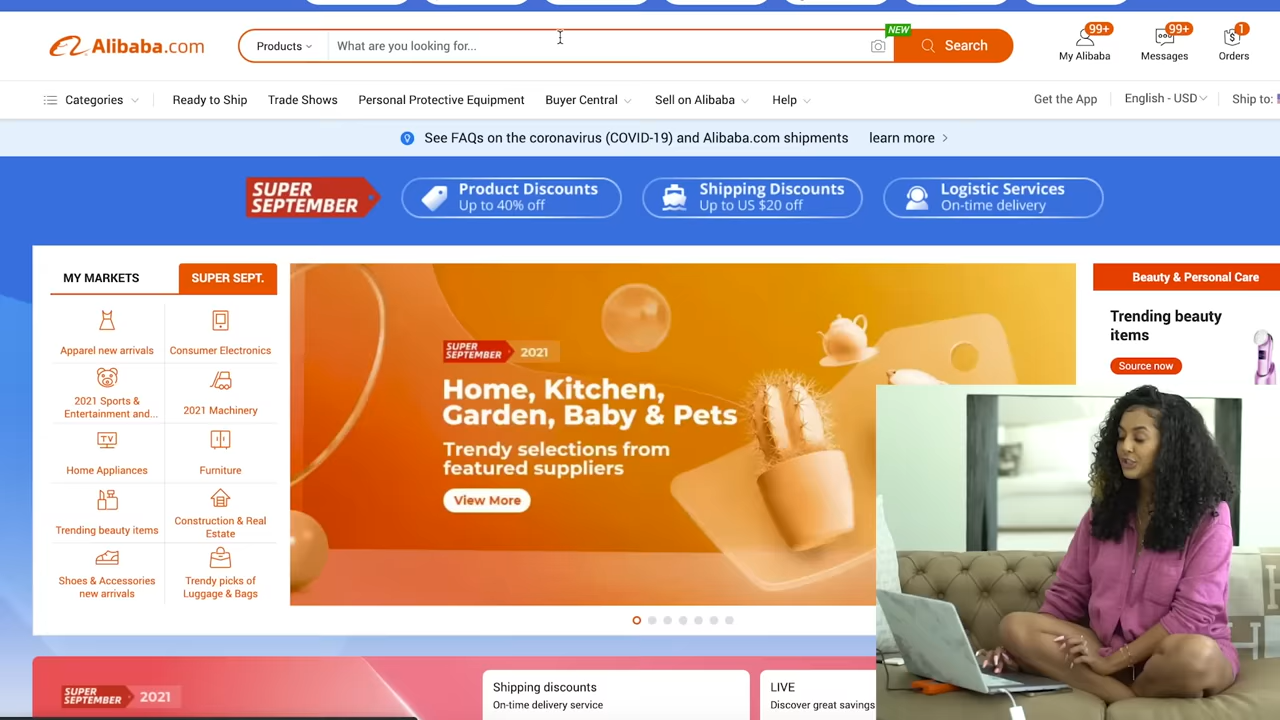 Alibaba.com
Products
What are you looking for...
NEW
Search
99+
My Alibaba
99+
Messages
1
Orders
Categories
Ready to Ship
Trade Shows
Personal Protective Equipment
Buyer Central
Sell on Alibaba
Help
Get the App
English - USD
Ship to:
See FAQs on the coronavirus (COVID-19) and Alibaba.com shipments
learn more
SUPER
SEPTEMBER
Product Discounts
Up to 40% off
Shipping Discounts
Up to US $20 off
Logistic Services
On-time delivery
MY MARKETS
SUPER SEPT.
Apparel new arrivals
Consumer Electronics
2021 Sports &
Entertainment and...
2021 Machinery
TV
Home Appliances
Furniture
Trending beauty items
Construction & Real
Estate
Shoes & Accessories
new arrivals
Trendy picks of
Luggage & Bags
SUPER
SEPTEMBER
2021
Home, Kitchen,
Garden, Baby & Pets
Trendy selections from
featured suppliers
View More
Beauty & Personal Care
Trending beauty
items
Source now
SUPER
SEPTEMBER
2021
Shipping discounts
On-time delivery service
LIVE
Discover great savings